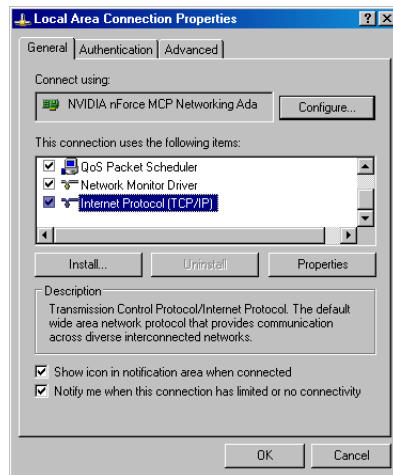 Local Area Connection Properties
General Authentication Advanced
Connect using:
NVIDIA nForce MCP Networking Ada Configure...
This connection uses the following items:
QoS Packet Scheduler
Network Monitor Driver
Internet Protocol (TCP/IP)
Install... Uninstall Properties
Description
Transmission Control Protocol/Internet Protocol. The default
wide area network protocol that provides communication
across diverse interconnected networks.
Show icon in notification area when connected
Notify me when this connection has limited or no connectivity
OK Cancel